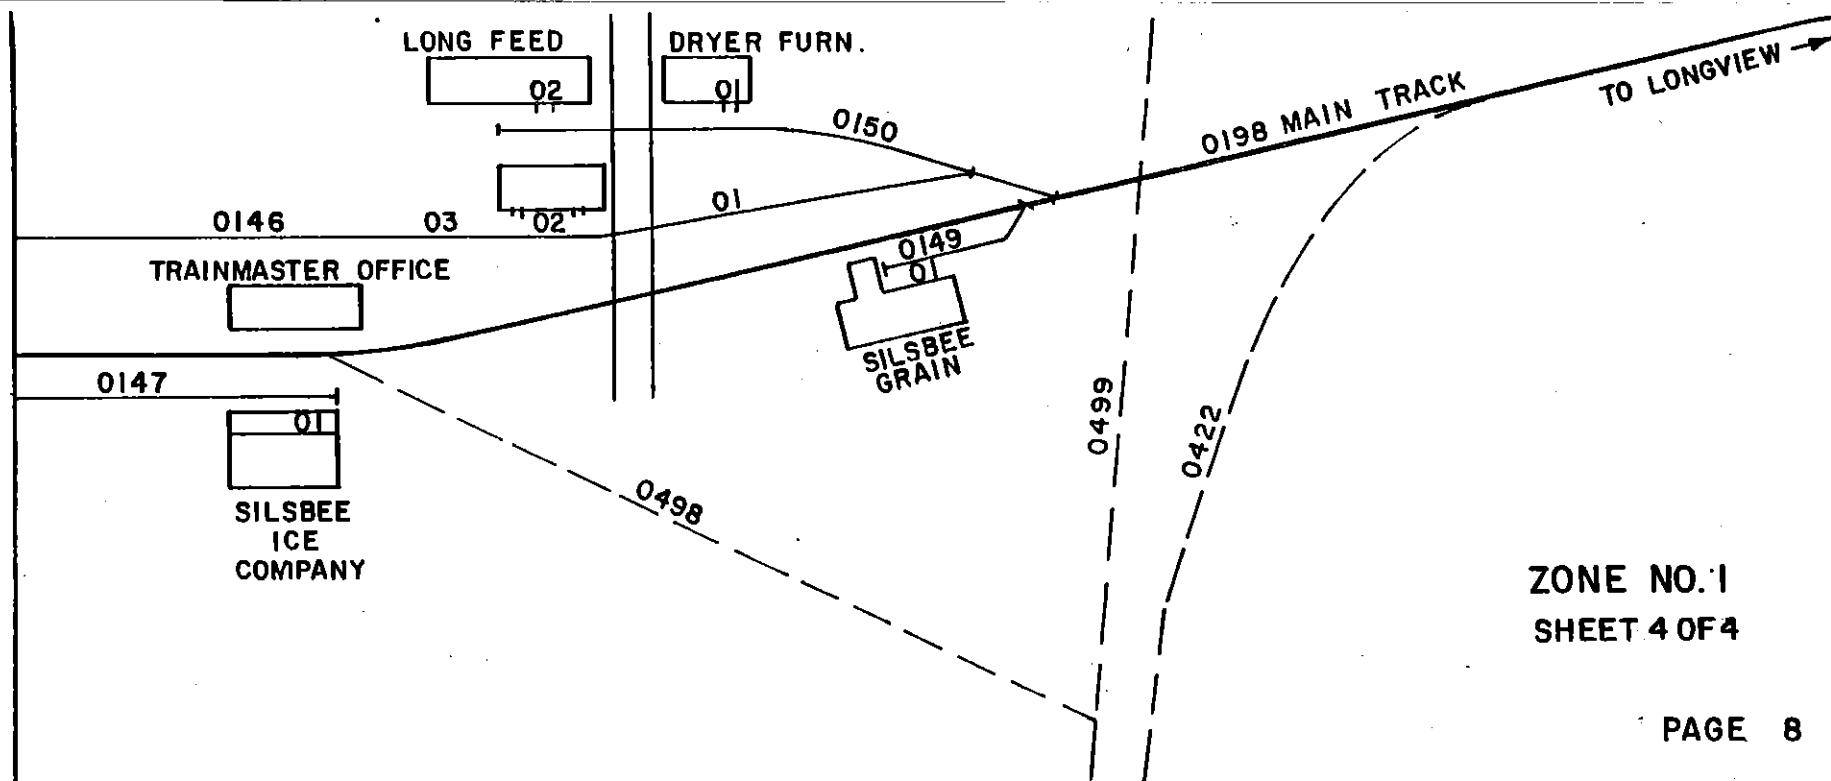 LONG FEED
DRYER FURN.
02
01
0150
0198 MAIN TRACK
TO LONGVIEW
0146
03
02
01
TRAINMASTER OFFICE
0149
01
SILSBEE
GRAIN
0147
01
SILSBEE
ICE
COMPANY
0498
0499
0422
ZONE NO. 1
SHEET 4 OF 4
PAGE 8